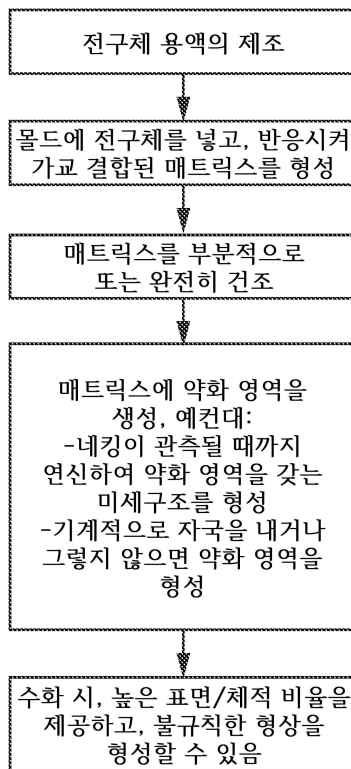 전구체 용액의 제조
몰드에 전구체를 넣고, 반응시켜
가교 결합된 매트릭스를 형성
매트릭스를 부분적으로
또는 완전히 건조
매트릭스에 약화 영역을
생성, 예컨대:
-네킹이 관측될 때까지
연신하여 약화 영역을 갖는
미세구조를 형성
-기계적으로 자국을 내거나
그렇지 않으면 약화 영역을
형성
수화 시, 높은 표면/체적 비율을
제공하고, 불규칙한 형상을
형성할 수 있음